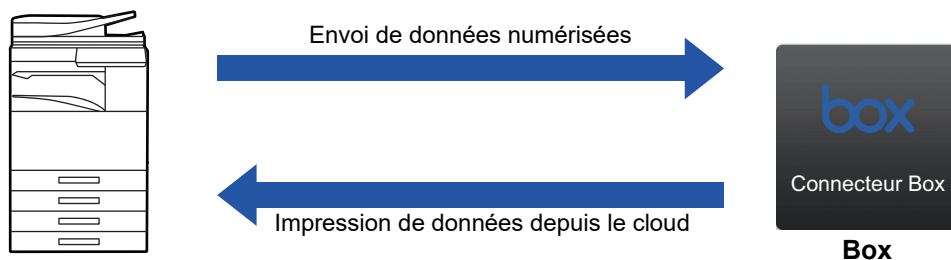 Envoi de données numérisées
box
Connecteur Box
Impression de données depuis le cloud
Box